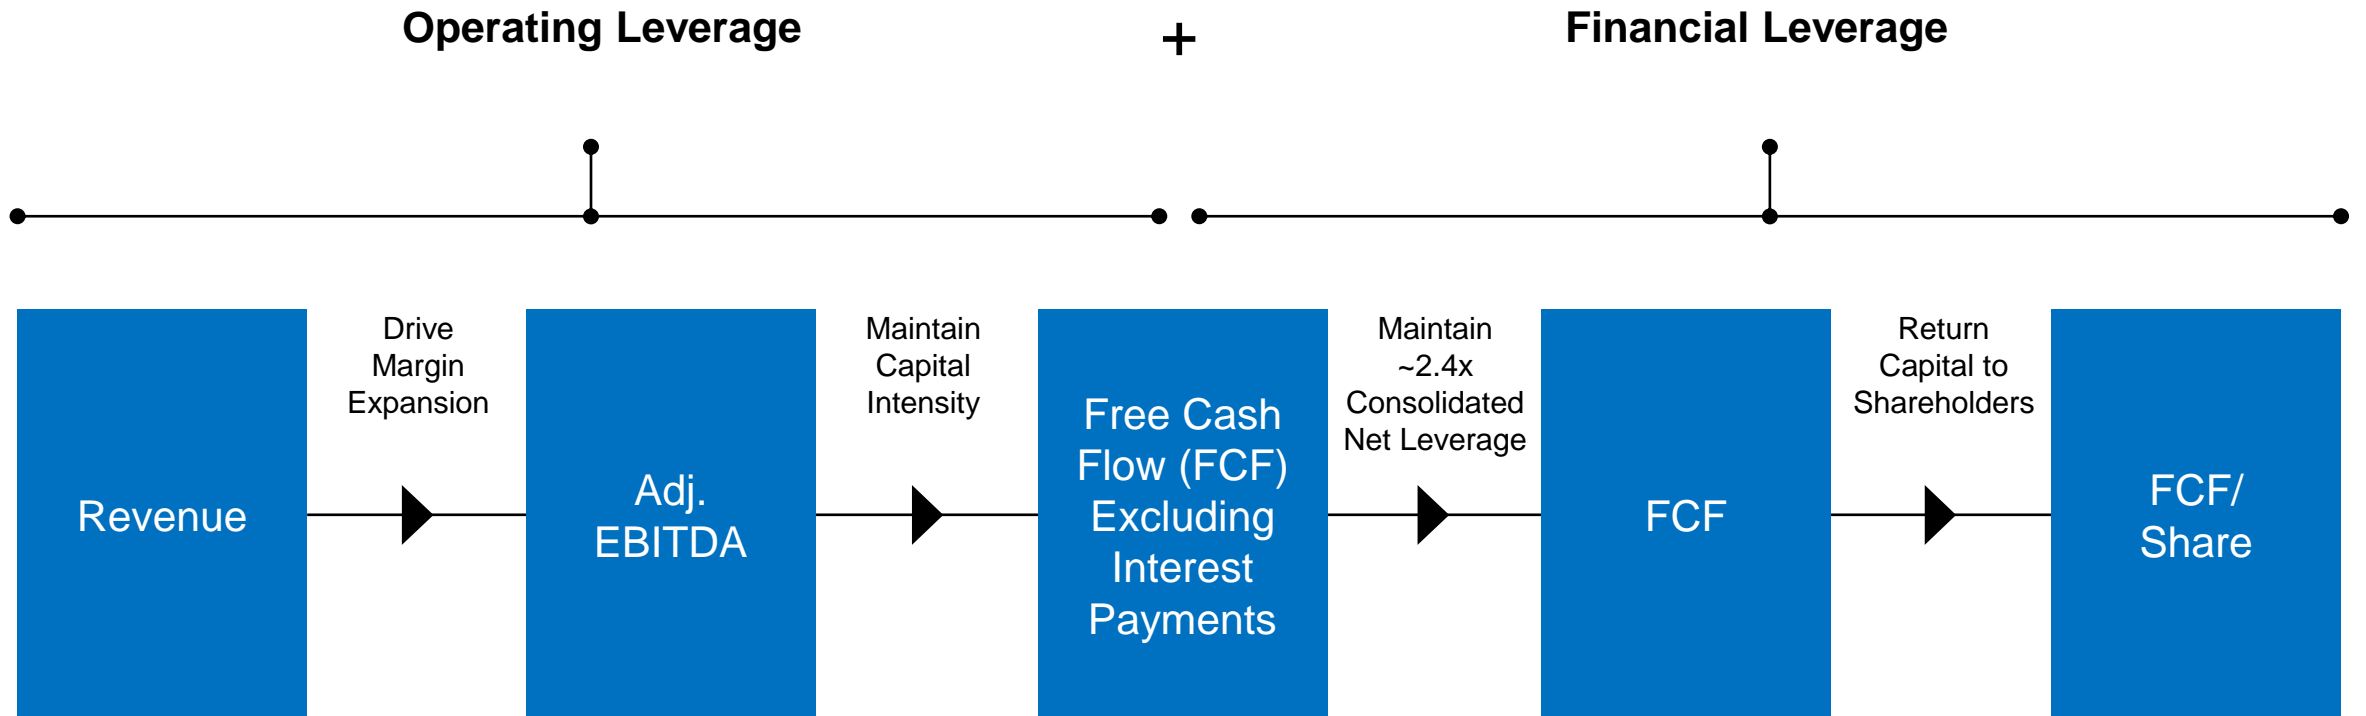 Operating Leverage
+
Financial Leverage
Revenue
Drive
Margin
Expansion
Adj.
EBITDA
Maintain
Capital
Intensity
Free Cash
Flow (FCF)
Excluding
Interest
Payments
Maintain
~2.4x
Consolidated
Net Leverage
FCF
Return
Capital to
Shareholders
FCF/
Share